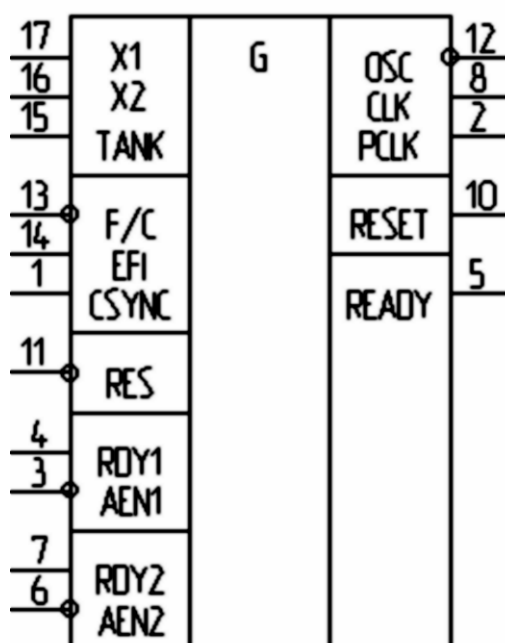 17 X1 G OSC 12
16 X2 CLK 8
15 TANK PCLK 2
13 F/C RESET 10
14 EFI
1 CSYNC READY 5
11 RES
4 RDY1
3 AEN1
7 RDY2
6 AEN2